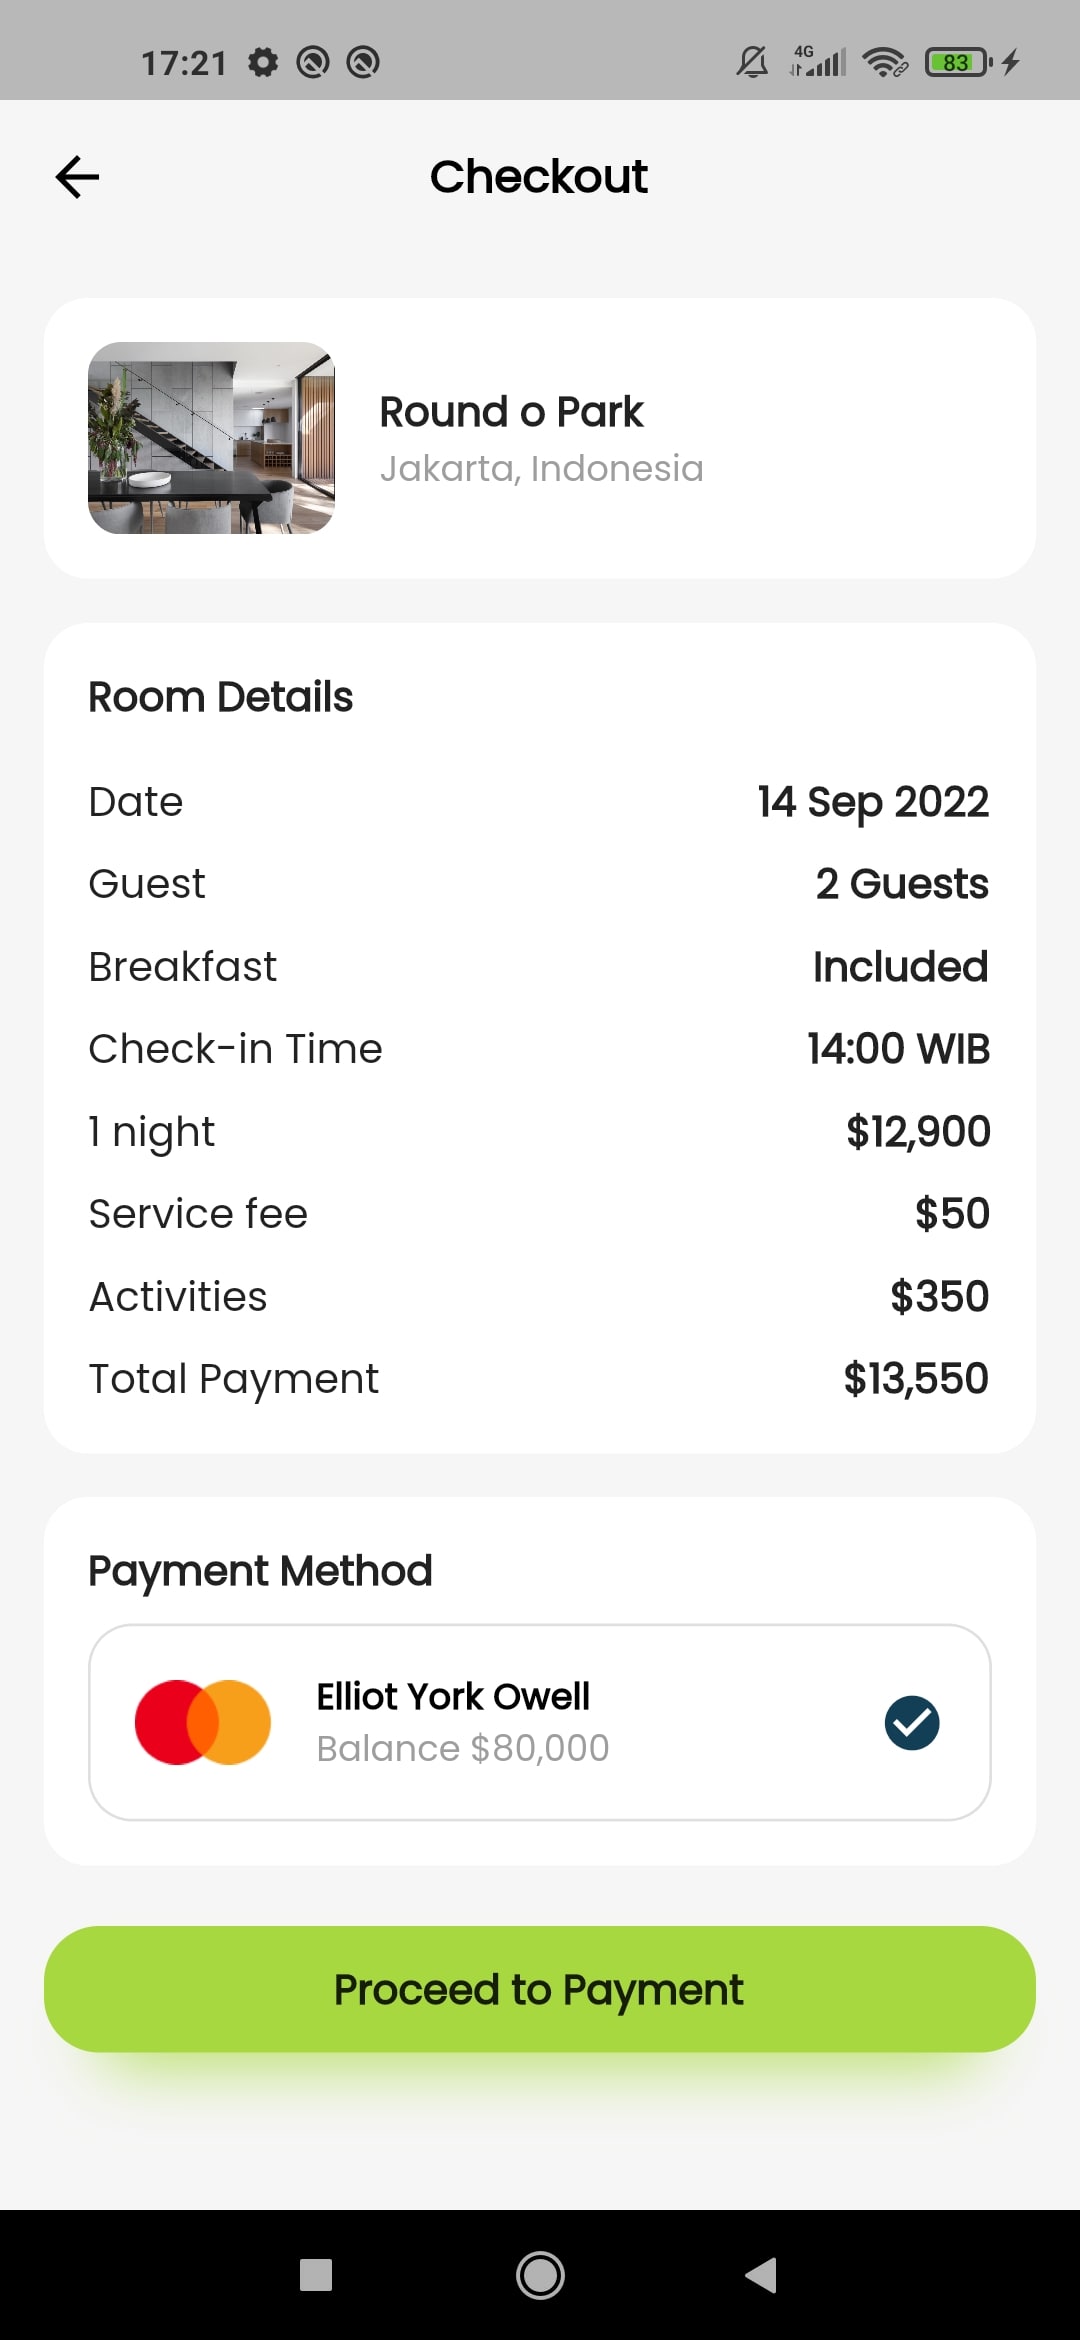 17:21
4G
83
Checkout
Round o Park
Jakarta, Indonesia
Room Details
Date 14 Sep 2022
Guest 2 Guests
Breakfast Included
Check-in Time 14:00 WIB
1 night $12,900
Service fee $50
Activities $350
Total Payment $13,550
Payment Method
Elliot York Owell
Balance $80,000
Proceed to Payment